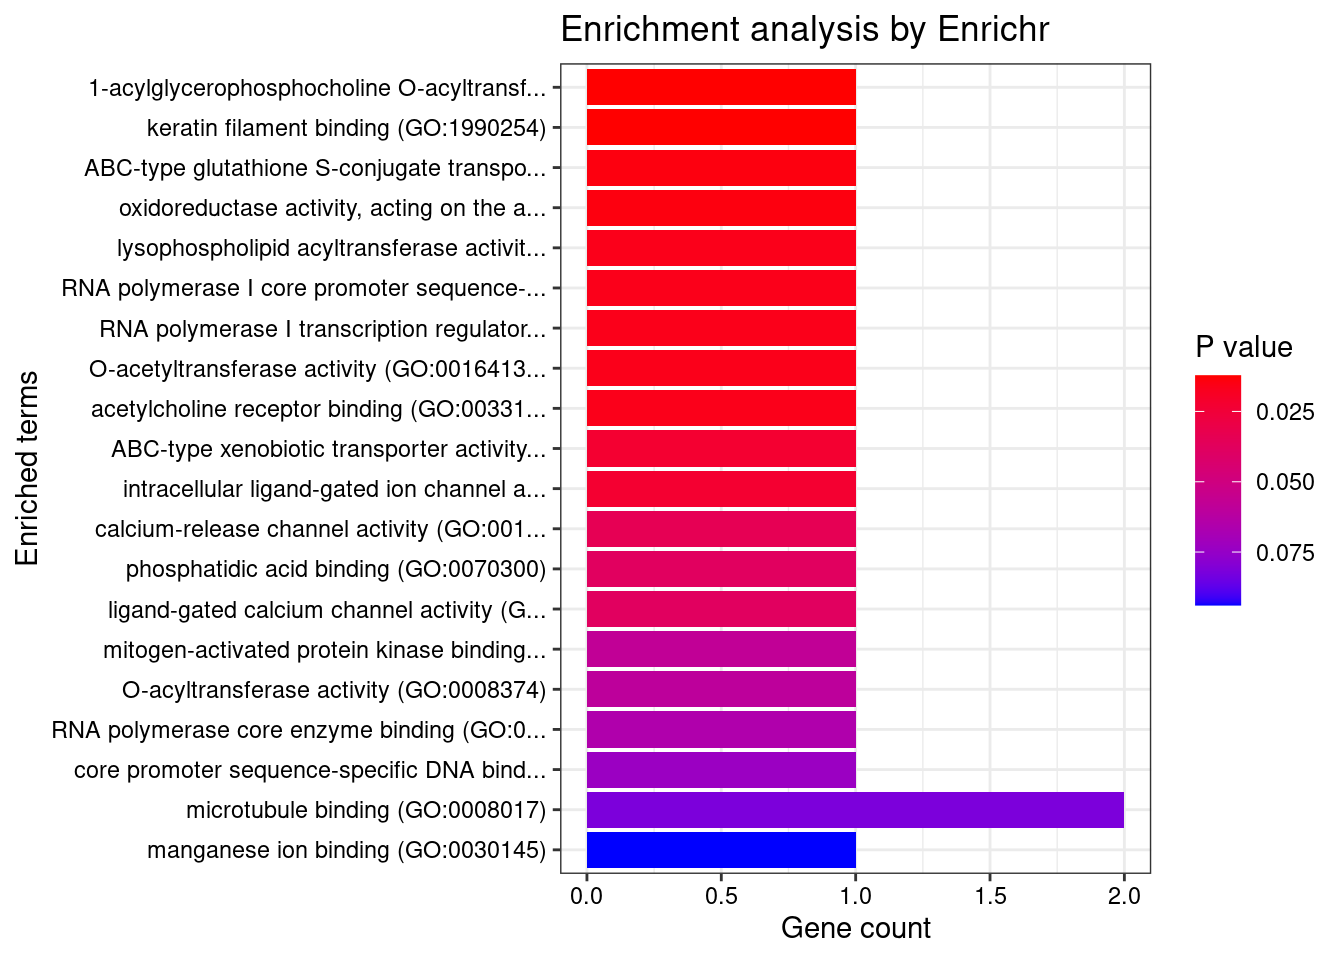 Enrichment analysis by Enrichr
1-acylglycerophosphocholine O-acyltransf...
keratin filament binding (GO:1990254)
ABC-type glutathione S-conjugate transpo...
oxidoreductase activity, acting on the a...
lysophospholipid acyltransferase activit...
RNA polymerase I core promoter sequence-...
RNA polymerase I transcription regulator...
O-acetyltransferase activity (GO:0016413...
acetylcholine receptor binding (GO:00331...
ABC-type xenobiotic transporter activity...
intracellular ligand-gated ion channel a...
calcium-release channel activity (GO:001...
phosphatidic acid binding (GO:0070300)
ligand-gated calcium channel activity (G...
mitogen-activated protein kinase binding...
O-acyltransferase activity (GO:0008374)
RNA polymerase core enzyme binding (GO:0...
core promoter sequence-specific DNA bind...
microtubule binding (GO:0008017)
manganese ion binding (GO:0030145)
Enriched terms
0.0 0.5 1.0 1.5 2.0
Gene count
P value
0.025
0.050
0.075